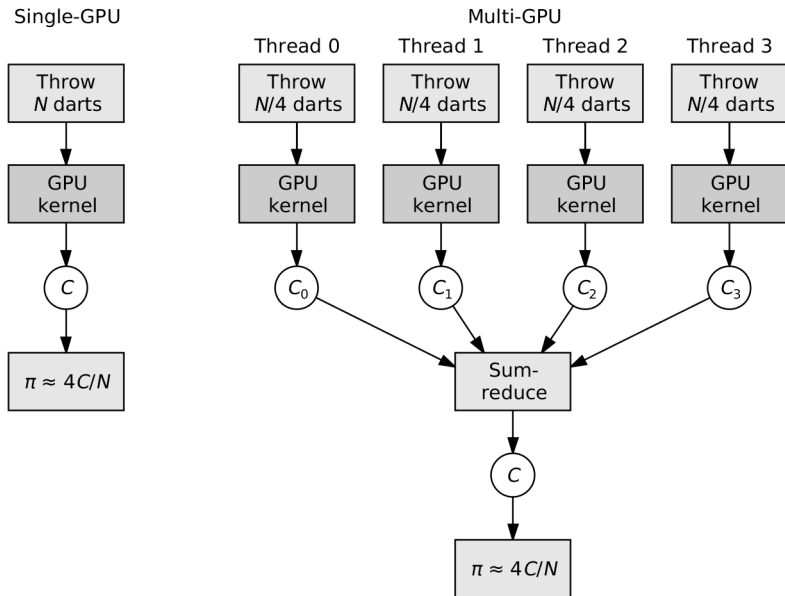 Single-GPU
Throw
N darts
GPU
kernel
C
π ≈ 4C/N
Multi-GPU
Thread 0
Thread 1
Thread 2
Thread 3
Throw
N/4 darts
Throw
N/4 darts
Throw
N/4 darts
Throw
N/4 darts
GPU
kernel
GPU
kernel
GPU
kernel
GPU
kernel
C₀
C₁
C₂
C₃
Sum-
reduce
C
π ≈ 4C/N